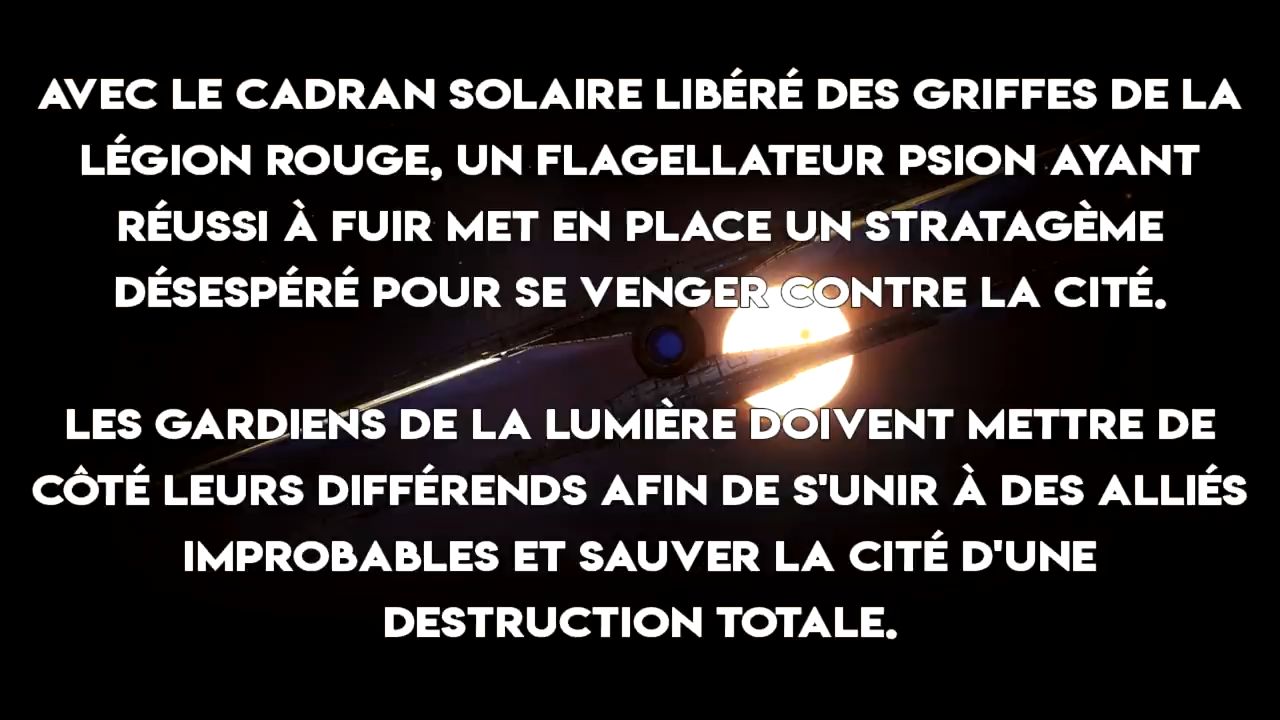 AVEC LE CADRAN SOLAIRE LIBÉRÉ DES GRIFFES DE LA
LÉGION ROUGE, UN FLAGELLATEUR PSION AYANT
RÉUSSI À FUIR MET EN PLACE UN STRATAGÈME
DÉSESPÉRÉ POUR SE VENGER CONTRE LA CITÉ.
LES GARDIENS DE LA LUMIÈRE DOIVENT METTRE DE
CÔTÉ LEURS DIFFÉRENDS AFIN DE S'UNIR À DES ALLIÉS
IMPROBABLES ET SAUVER LA CITÉ D'UNE
DESTRUCTION TOTALE.